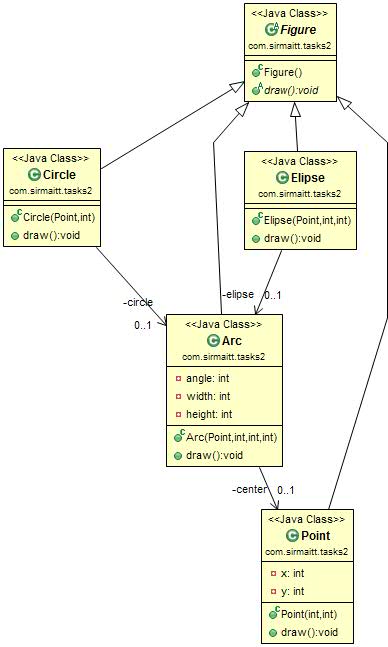 <<Java Class>>
Figure
com.sirmaitt.tasks2
Figure()
draw():void
<<Java Class>>
Circle
com.sirmaitt.tasks2
Circle(Point,int)
draw():void
<<Java Class>>
Elipse
com.sirmaitt.tasks2
Elipse(Point,int,int)
draw():void
-circle
0..1
-elipse
0..1
<<Java Class>>
Arc
com.sirmaitt.tasks2
angle: int
width: int
height: int
Arc(Point,int,int,int)
draw():void
-center
0..1
<<Java Class>>
Point
com.sirmaitt.tasks2
x: int
y: int
Point(int,int)
draw():void